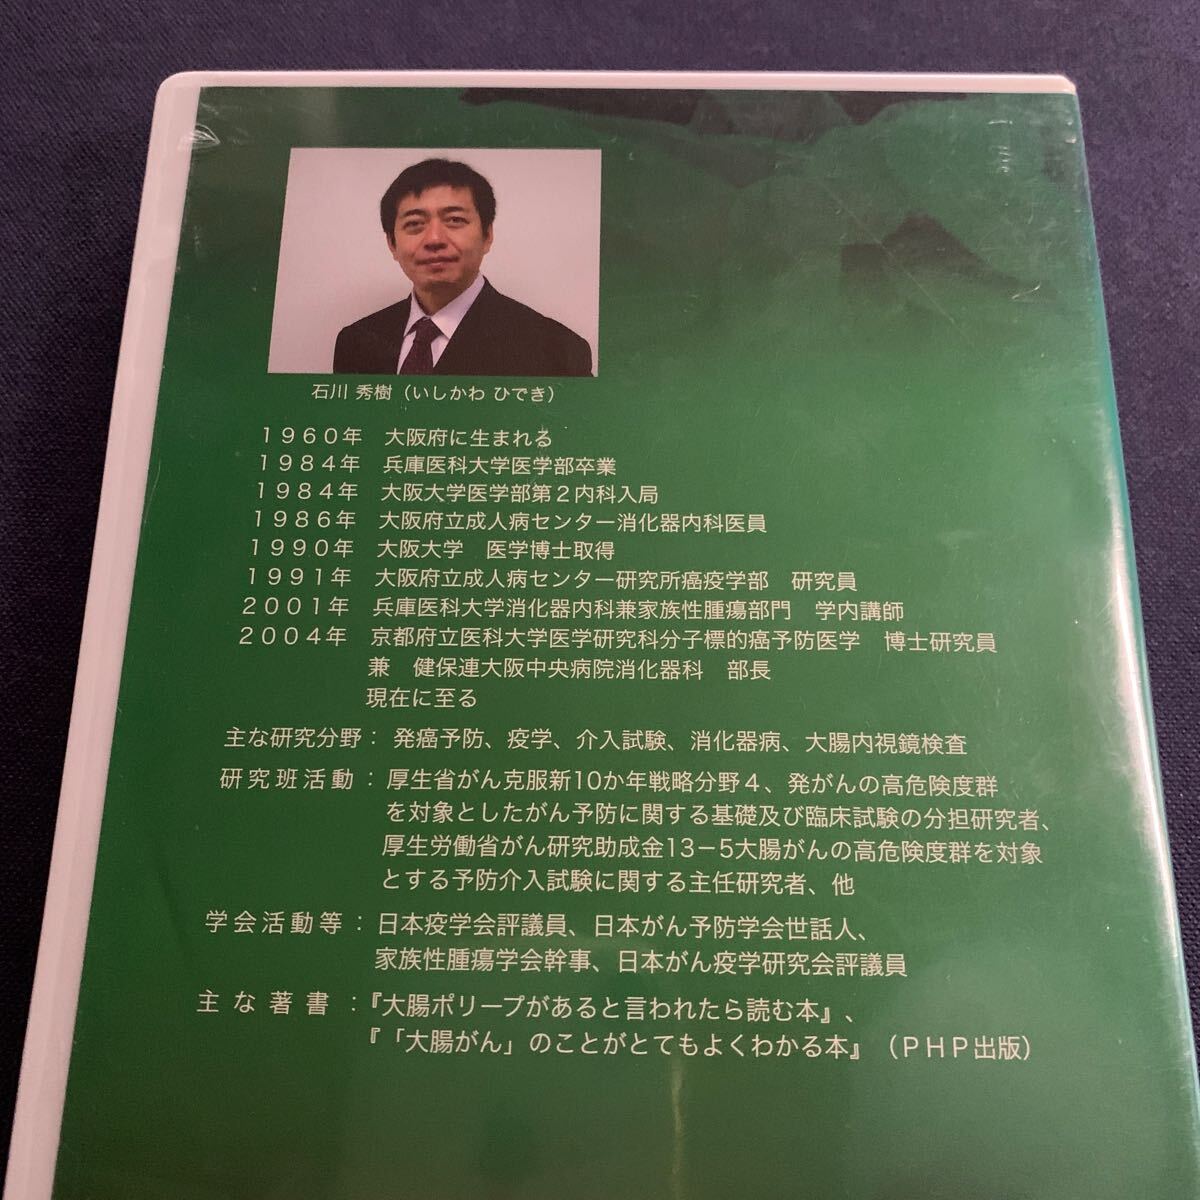 石川 秀樹（いしかわ ひでき）
１９６０年　大阪府に生まれる
１９８４年　兵庫医科大学医学部卒業
１９８４年　大阪大学医学部第２内科入局
１９８６年　大阪府立成人病センター消化器内科医員
１９９０年　大阪大学　医学博士取得
１９９１年　大阪府立成人病センター研究所癌疫学部　研究員
２００１年　兵庫医科大学消化器内科兼家族性腫瘍部門　学内講師
２００４年　京都府立医科大学医学研究科分子標的癌予防医学　博士研究員
兼　健保連大阪中央病院消化器科　部長
現在に至る
主な研究分野： 発癌予防、疫学、介入試験、消化器病、大腸内視鏡検査
研究班活動： 厚生省がん克服新10か年戦略分野４、発がんの高危険度群
を対象としたがん予防に関する基礎及び臨床試験の分担研究者、
厚生労働省がん研究助成金13－5大腸がんの高危険度群を対象
とする予防介入試験に関する主任研究者、他
学会活動等： 日本疫学会評議員、日本がん予防学会世話人、
家族性腫瘍学会幹事、日本がん疫学研究会評議員
主な著書：『大腸ポリープがあると言われたら読む本』、
『「大腸がん」のことがとてもよくわかる本』（ＰＨＰ出版）